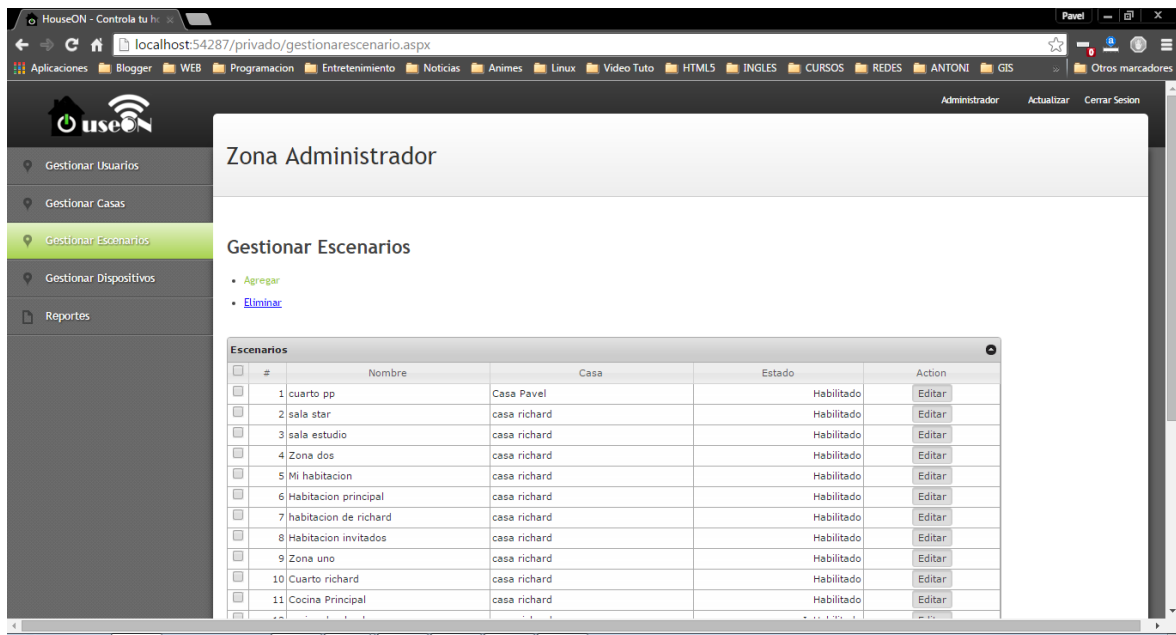 HouseON - Controla tu ho
Pavel
localhost:54287/privado/gestionarescenario.aspx
Aplicaciones Blogger WEB Programacion Entretenimiento Noticias Animes Linux Video Tuto HTML5 INGLES CURSOS REDES ANTONI GIS » Otros marcadores
useON
Administrador Actualizar Cerrar Sesion
Zona Administrador
Gestionar Usuarios
Gestionar Casas
Gestionar Escenarios
Gestionar Dispositivos
Reportes
Gestionar Escenarios
Agregar
Eliminar
Escenarios
# Nombre Casa Estado Action
1 cuarto pp Casa Pavel Habilitado Editar
2 sala star casa richard Habilitado Editar
3 sala estudio casa richard Habilitado Editar
4 Zona dos casa richard Habilitado Editar
5 Mi habitacion casa richard Habilitado Editar
6 Habitacion principal casa richard Habilitado Editar
7 habitacion de richard casa richard Habilitado Editar
8 Habitacion invitados casa richard Habilitado Editar
9 Zona uno casa richard Habilitado Editar
10 Cuarto richard casa richard Habilitado Editar
11 Cocina Principal casa richard Habilitado Editar